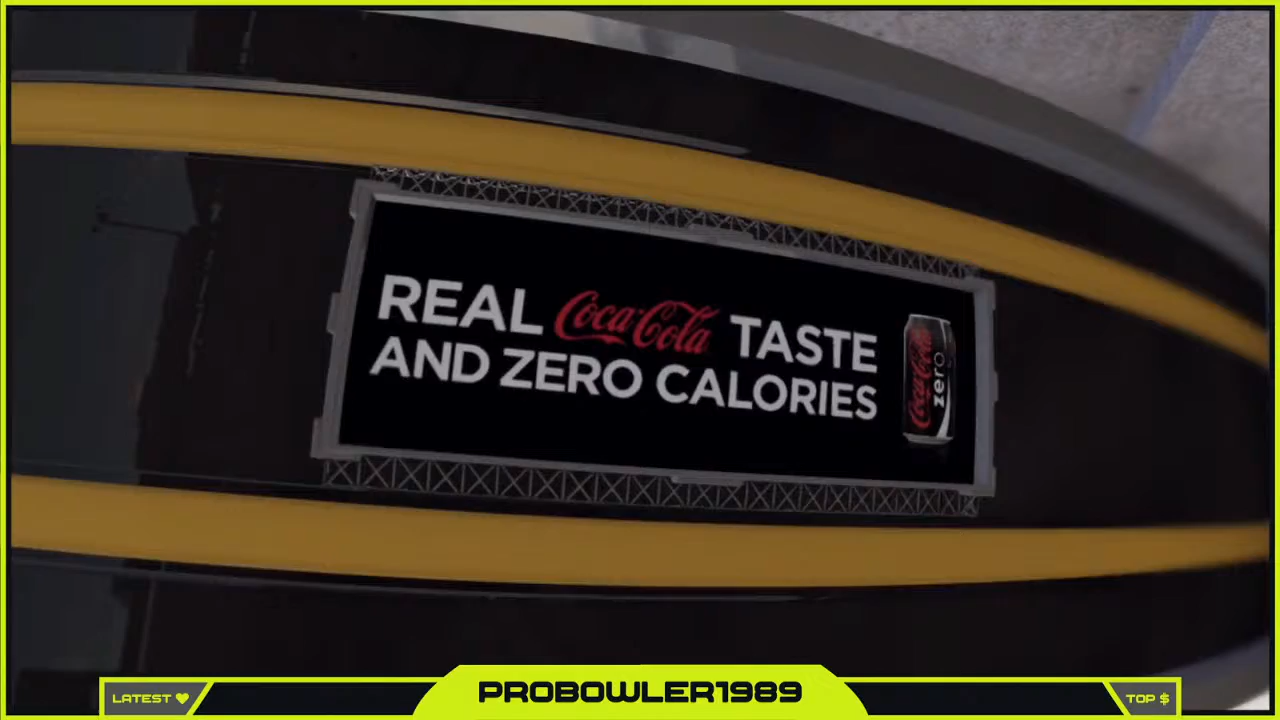 REAL Coca-Cola TASTE
AND ZERO CALORIES
Coca-Cola
zero
LATEST
PROBOWLER1989
TOP $